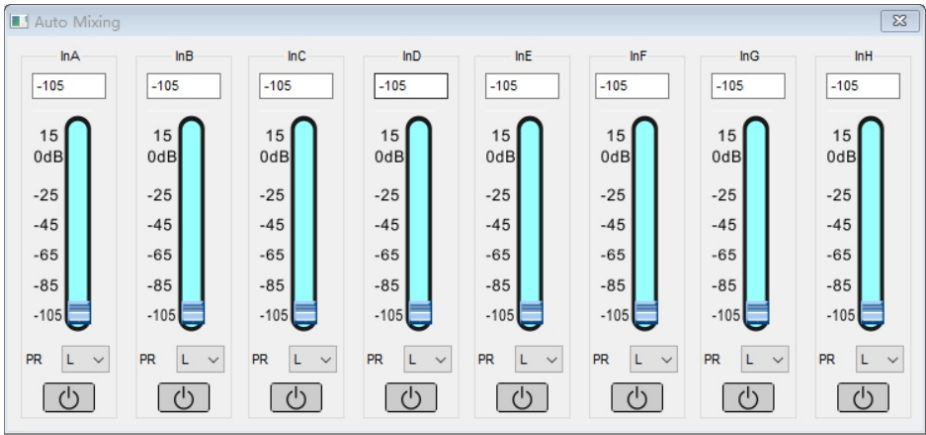 Auto Mixing
InA InB InC InD InE InF InG InH
-105 -105 -105 -105 -105 -105 -105 -105
15 15 15 15 15 15 15 15
0dB 0dB 0dB 0dB 0dB 0dB 0dB 0dB
-25 -25 -25 -25 -25 -25 -25 -25
-45 -45 -45 -45 -45 -45 -45 -45
-65 -65 -65 -65 -65 -65 -65 -65
-85 -85 -85 -85 -85 -85 -85 -85
-105 -105 -105 -105 -105 -105 -105 -105
PR L PR L PR L PR L PR L PR L PR L PR L